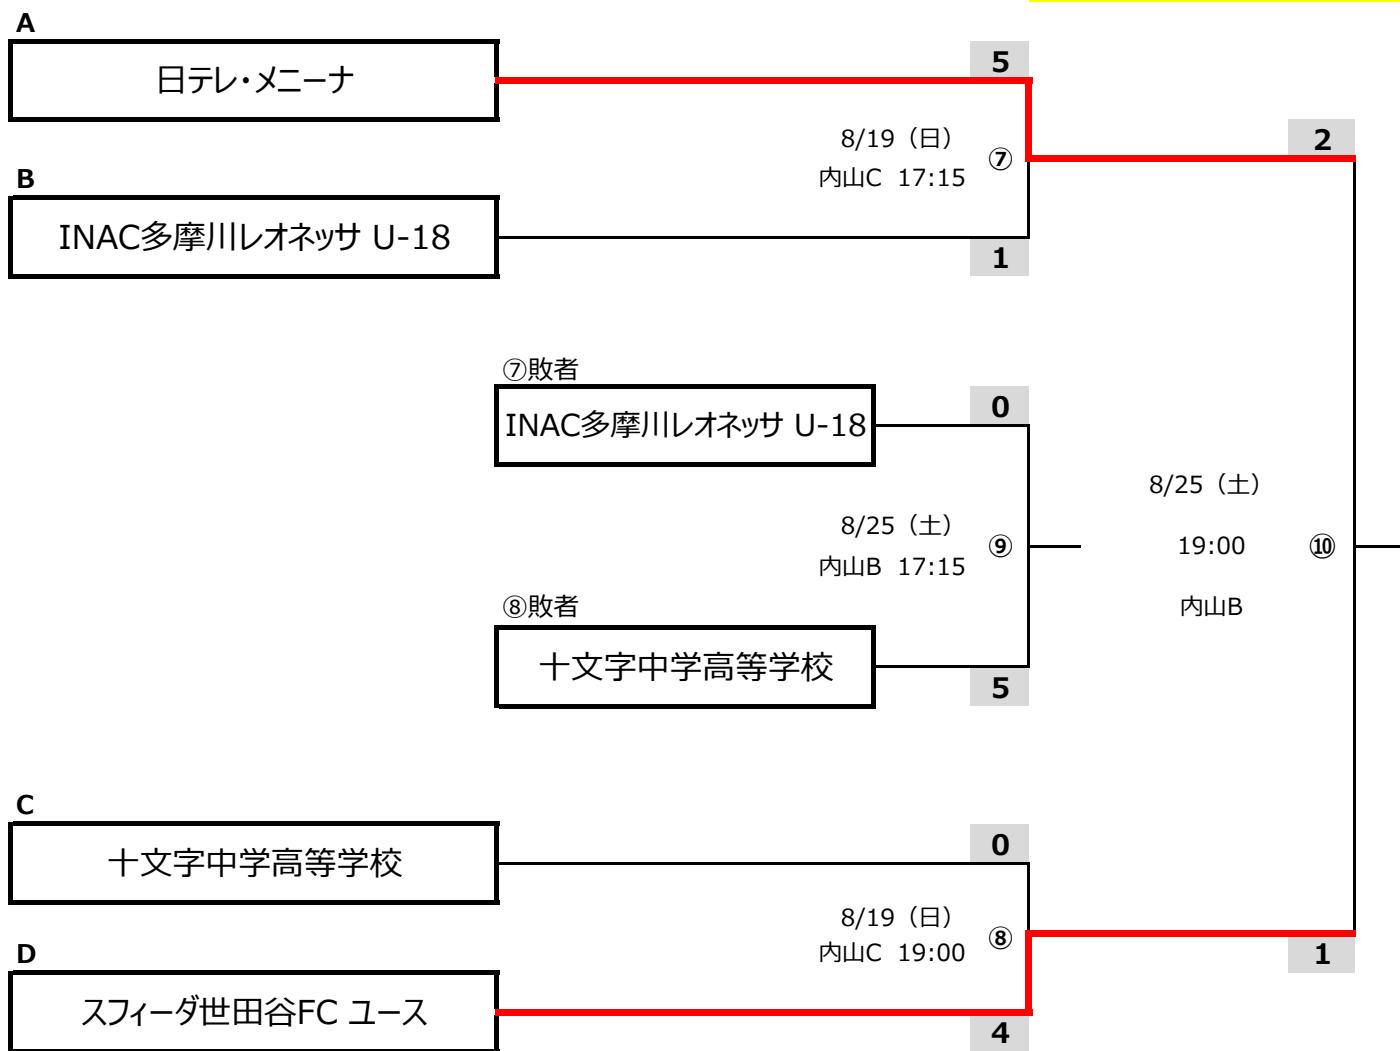 A
日テレ・メニーナ
5
8/19（日）
⑦
内山C 17:15
2
B
INAC多摩川レオネッサ U-18
1
⑦敗者
INAC多摩川レオネッサ U-18
0
8/25（土）
⑨
内山B 17:15
8/25（土）
19:00
⑩
内山B
⑧敗者
十文字中学高等学校
5
C
十文字中学高等学校
0
8/19（日）
⑧
内山C 19:00
1
D
スフィーダ世田谷FC ユース
4